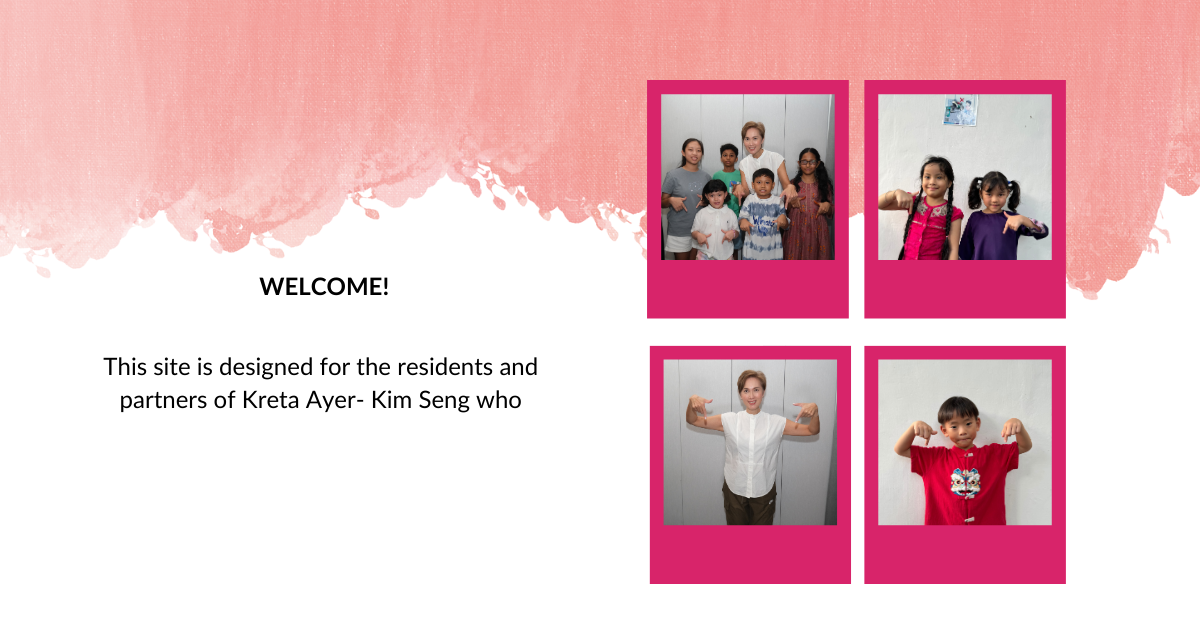 WELCOME!
This site is designed for the residents and
partners of Kreta Ayer- Kim Seng who